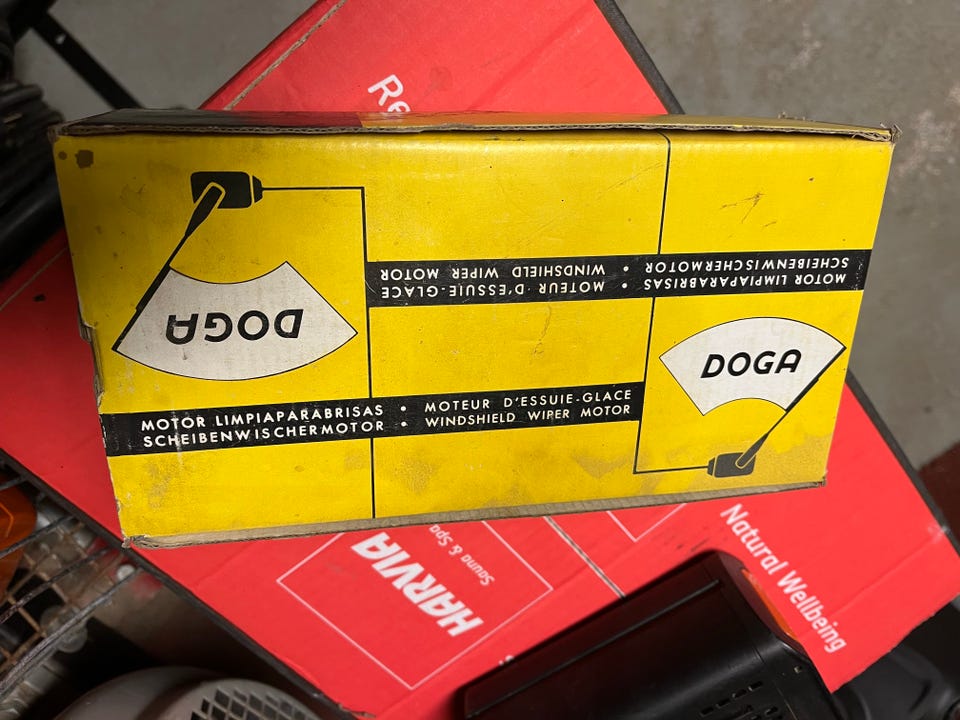 MOTOR LIMPIAPARABRISAS • MOTEUR D'ESSUIE-GLACE
SCHEIBENWISCHERMOTOR • WINDSHIELD WIPER MOTOR
DOGA
DOGA
MOTOR LIMPIAPARABRISAS • MOTEUR D'ESSUIE-GLACE
SCHEIBENWISCHERMOTOR • WINDSHIELD WIPER MOTOR
HARVIA
Sauna & Spa
Natural Wellbeing